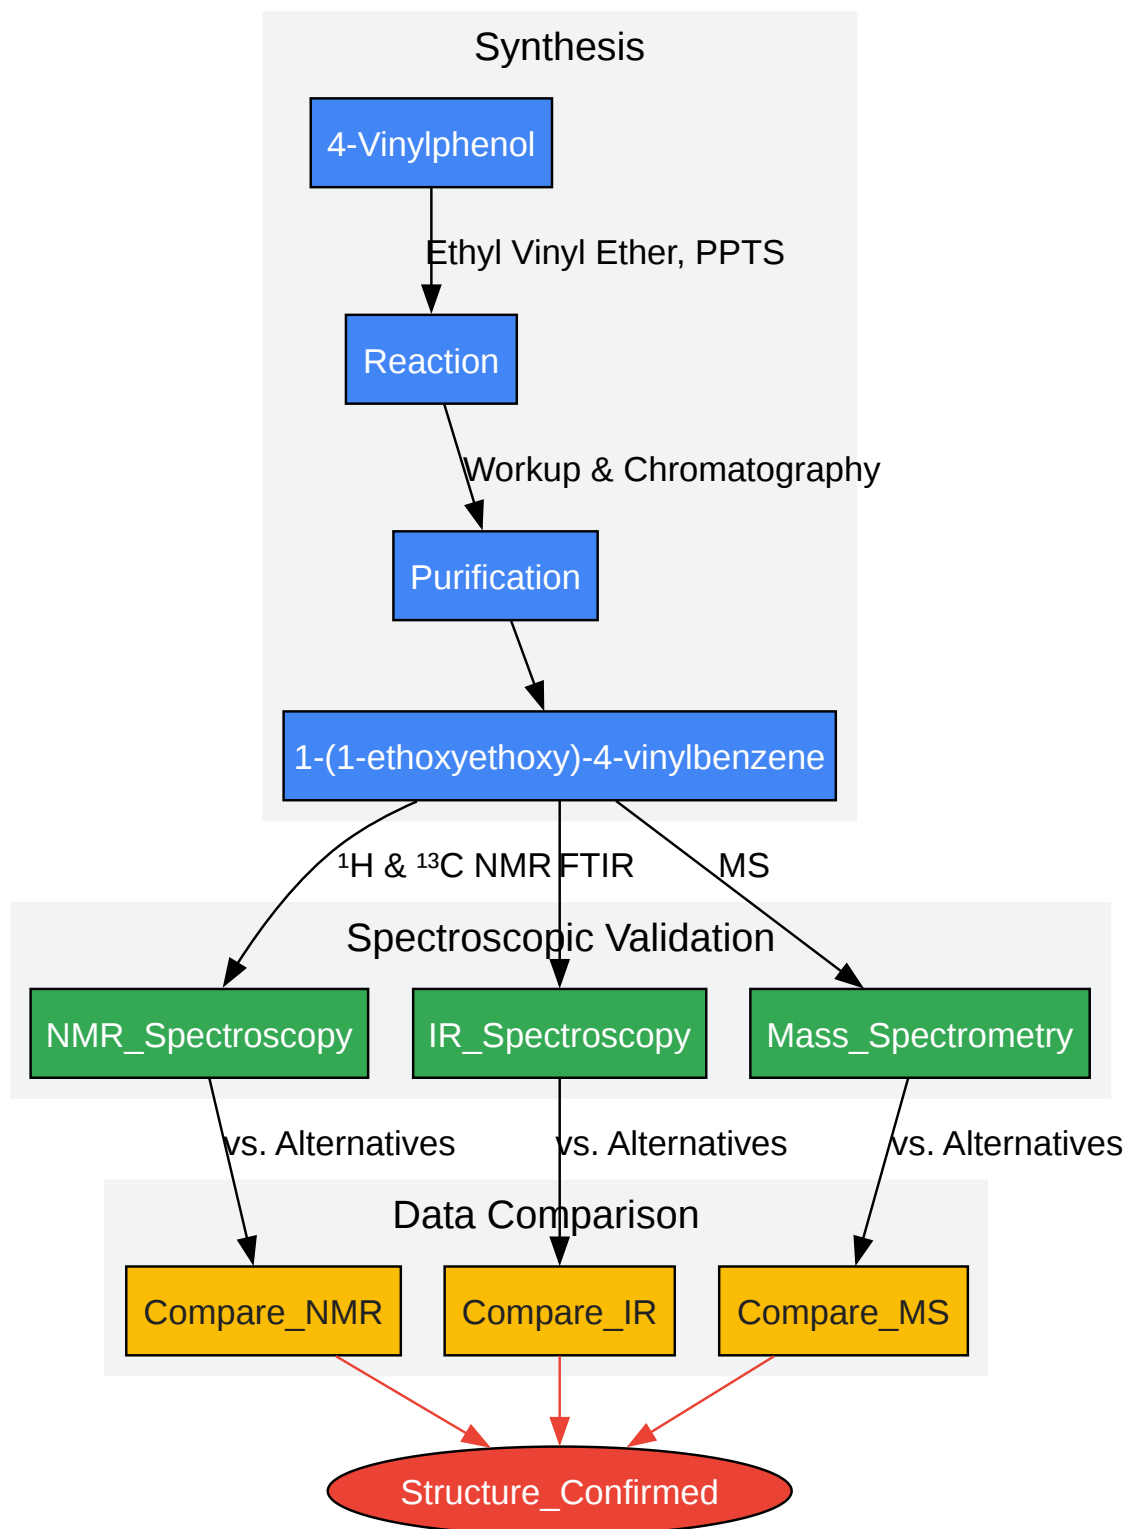 Synthesis
4-Vinylphenol
Ethyl Vinyl Ether, PPTS
Reaction
Workup & Chromatography
Purification
1-(1-ethoxyethoxy)-4-vinylbenzene
¹H & ¹³C NMR
FTIR
MS
Spectroscopic Validation
NMR_Spectroscopy
IR_Spectroscopy
Mass_Spectrometry
vs. Alternatives
vs. Alternatives
vs. Alternatives
Data Comparison
Compare_NMR
Compare_IR
Compare_MS
Structure_Confirmed